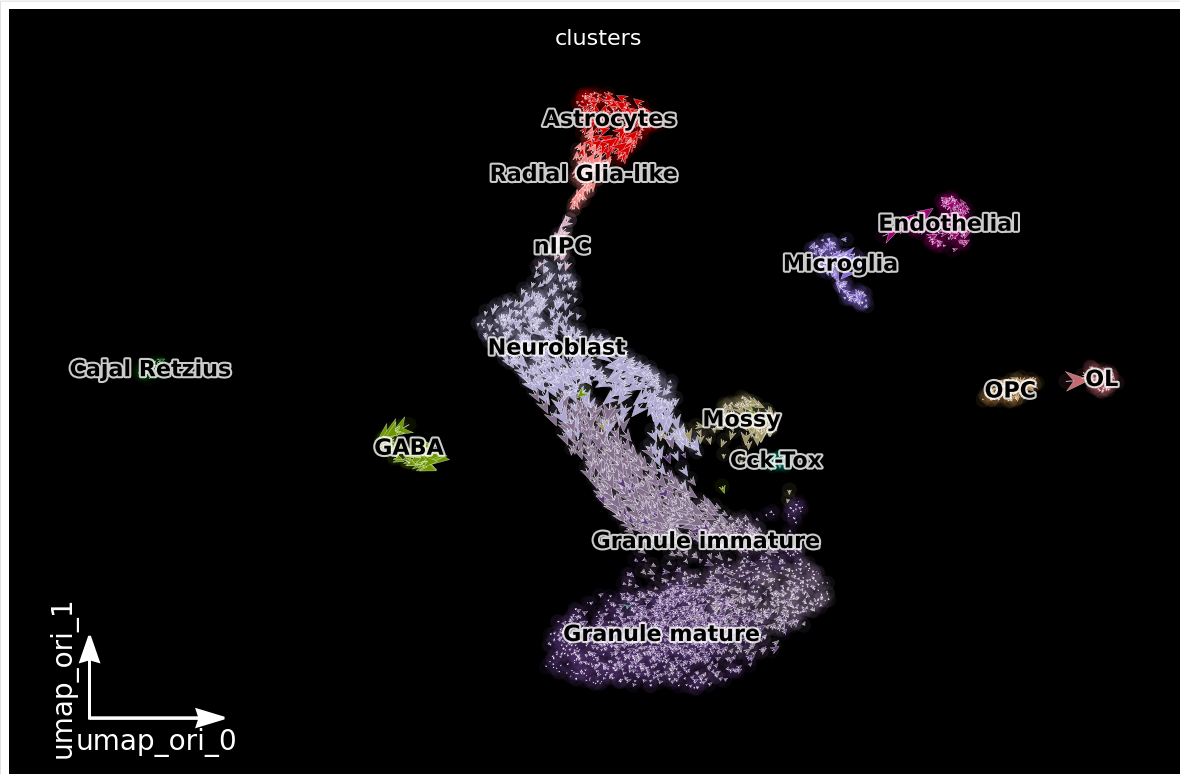 clusters
Astrocytes
Radial Glia-like
Endothelial
nIPC
Microglia
Neuroblast
Cajal Retzius
OL
OPC
Mossy
GABA
Cck-Tox
Granule immature
Granule mature
umap_ori_1
umap_ori_0